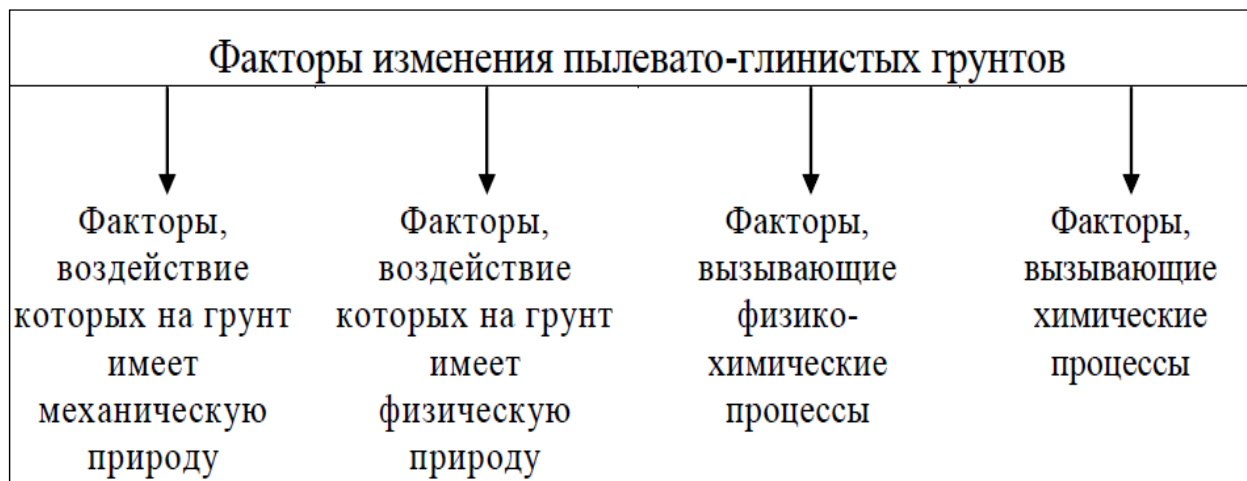 Факторы изменения пылевато-глинистых грунтов
Факторы,
воздействие
которых на грунт
имеет
механическую
природу
Факторы,
воздействие
которых на грунт
имеет
физическую
природу
Факторы,
вызывающие
физико-
химические
процессы
Факторы,
вызывающие
химические
процессы